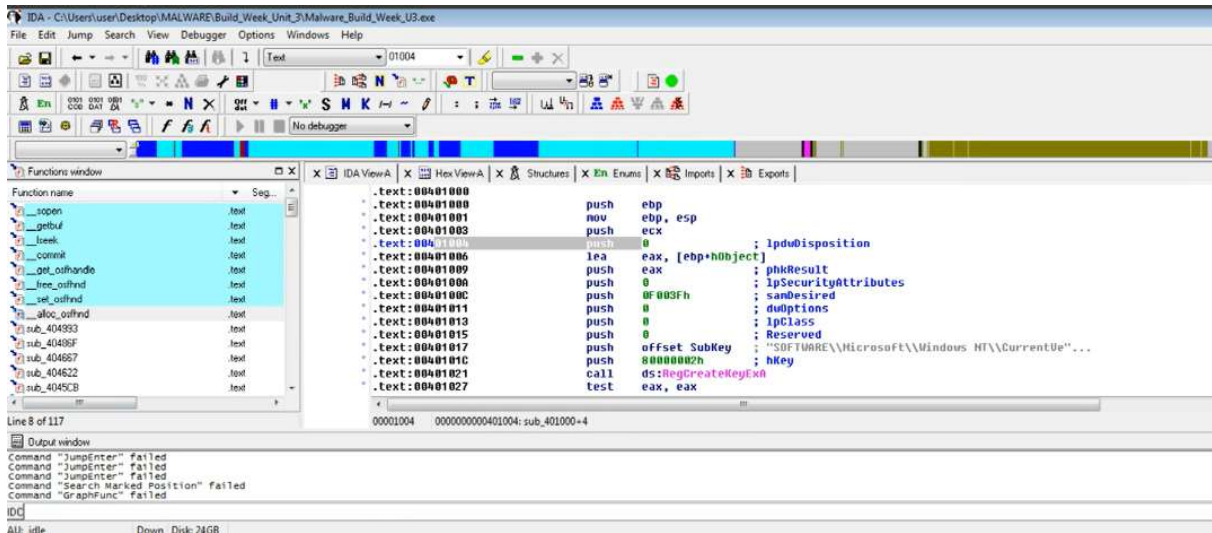 IDA - C:\Users\user\Desktop\MALWARE\Build_Week_Unit_3\Malware_Build_Week_U3.exe
File Edit Jump Search View Debugger Options Windows Help
Text 01004
En S M K
No debugger
Functions window
IDA View-A Hex View-A Structures En Enums Imports Exports
Function name Seg...
__sopen .text
__getbuf .text
__lseek .text
__commit .text
__get_osfhandle .text
__free_osfhnd .text
__set_osfhnd .text
__alloc_osfhnd .text
sub_404993 .text
sub_40486F .text
sub_404667 .text
sub_404622 .text
sub_4045CB .text
Line 8 of 117
.text:00401000
.text:00401000 push ebp
.text:00401001 mov ebp, esp
.text:00401003 push ecx
.text:00401004 push 0 ; lpdwDisposition
.text:00401006 lea eax, [ebp+hObject]
.text:00401009 push eax ; phkResult
.text:0040100A push 0 ; lpSecurityAttributes
.text:0040100C push 0F003Fh ; samDesired
.text:00401011 push 0 ; dwOptions
.text:00401013 push 0 ; lpClass
.text:00401015 push 0 ; Reserved
.text:00401017 push offset SubKey ; "SOFTWARE\\Microsoft\\Windows NT\\CurrentVe"...
.text:0040101C push 80000002h ; hKey
.text:00401021 call ds:RegCreateKeyExA
.text:00401027 test eax, eax
00001004 0000000000401004: sub_401000+4
Output window
Command "JumpEnter" failed
Command "JumpEnter" failed
Command "JumpEnter" failed
Command "Search Marked Position" failed
Command "GraphFunc" failed
IDC
AU: idle Down Disk: 24GB